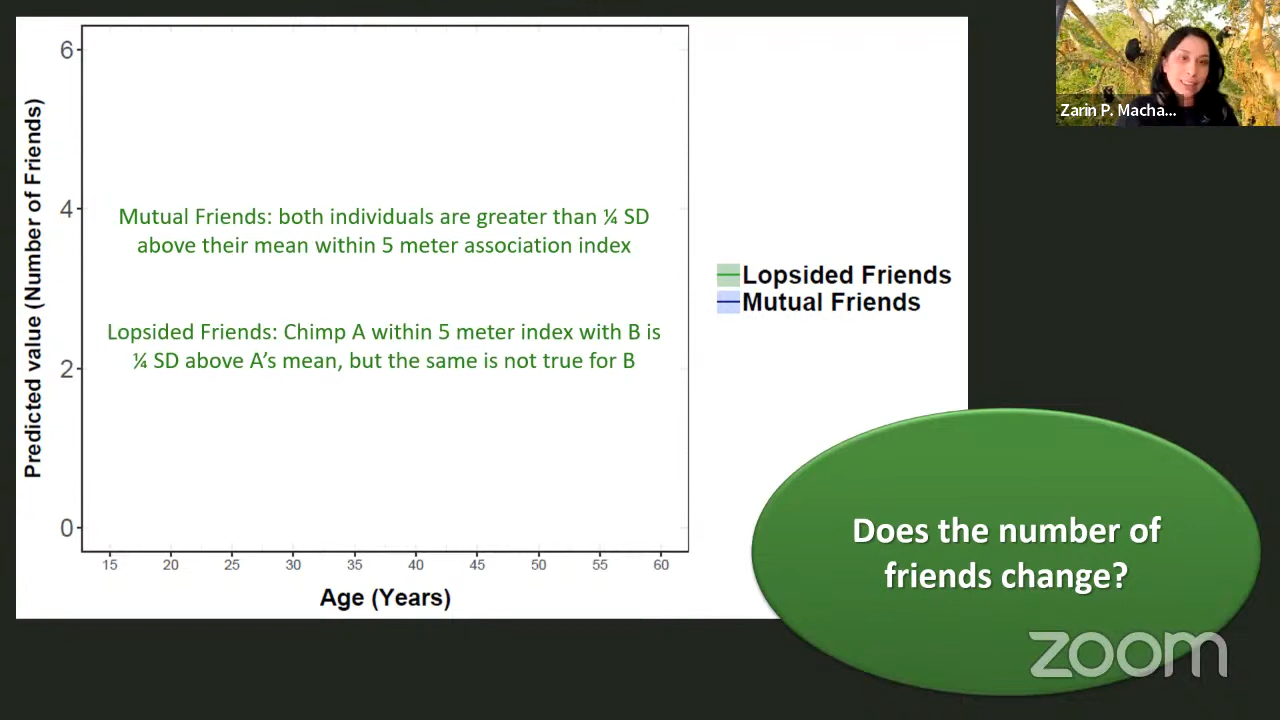 6
4
2
0
Predicted value (Number of Friends)
Mutual Friends: both individuals are greater than ¼ SD
above their mean within 5 meter association index
Lopsided Friends: Chimp A within 5 meter index with B is
¼ SD above A’s mean, but the same is not true for B
15 20 25 30 35 40 45 50 55 60
Age (Years)
Lopsided Friends
Mutual Friends
Zarin P. Macha...
Does the number of
friends change?
zoom